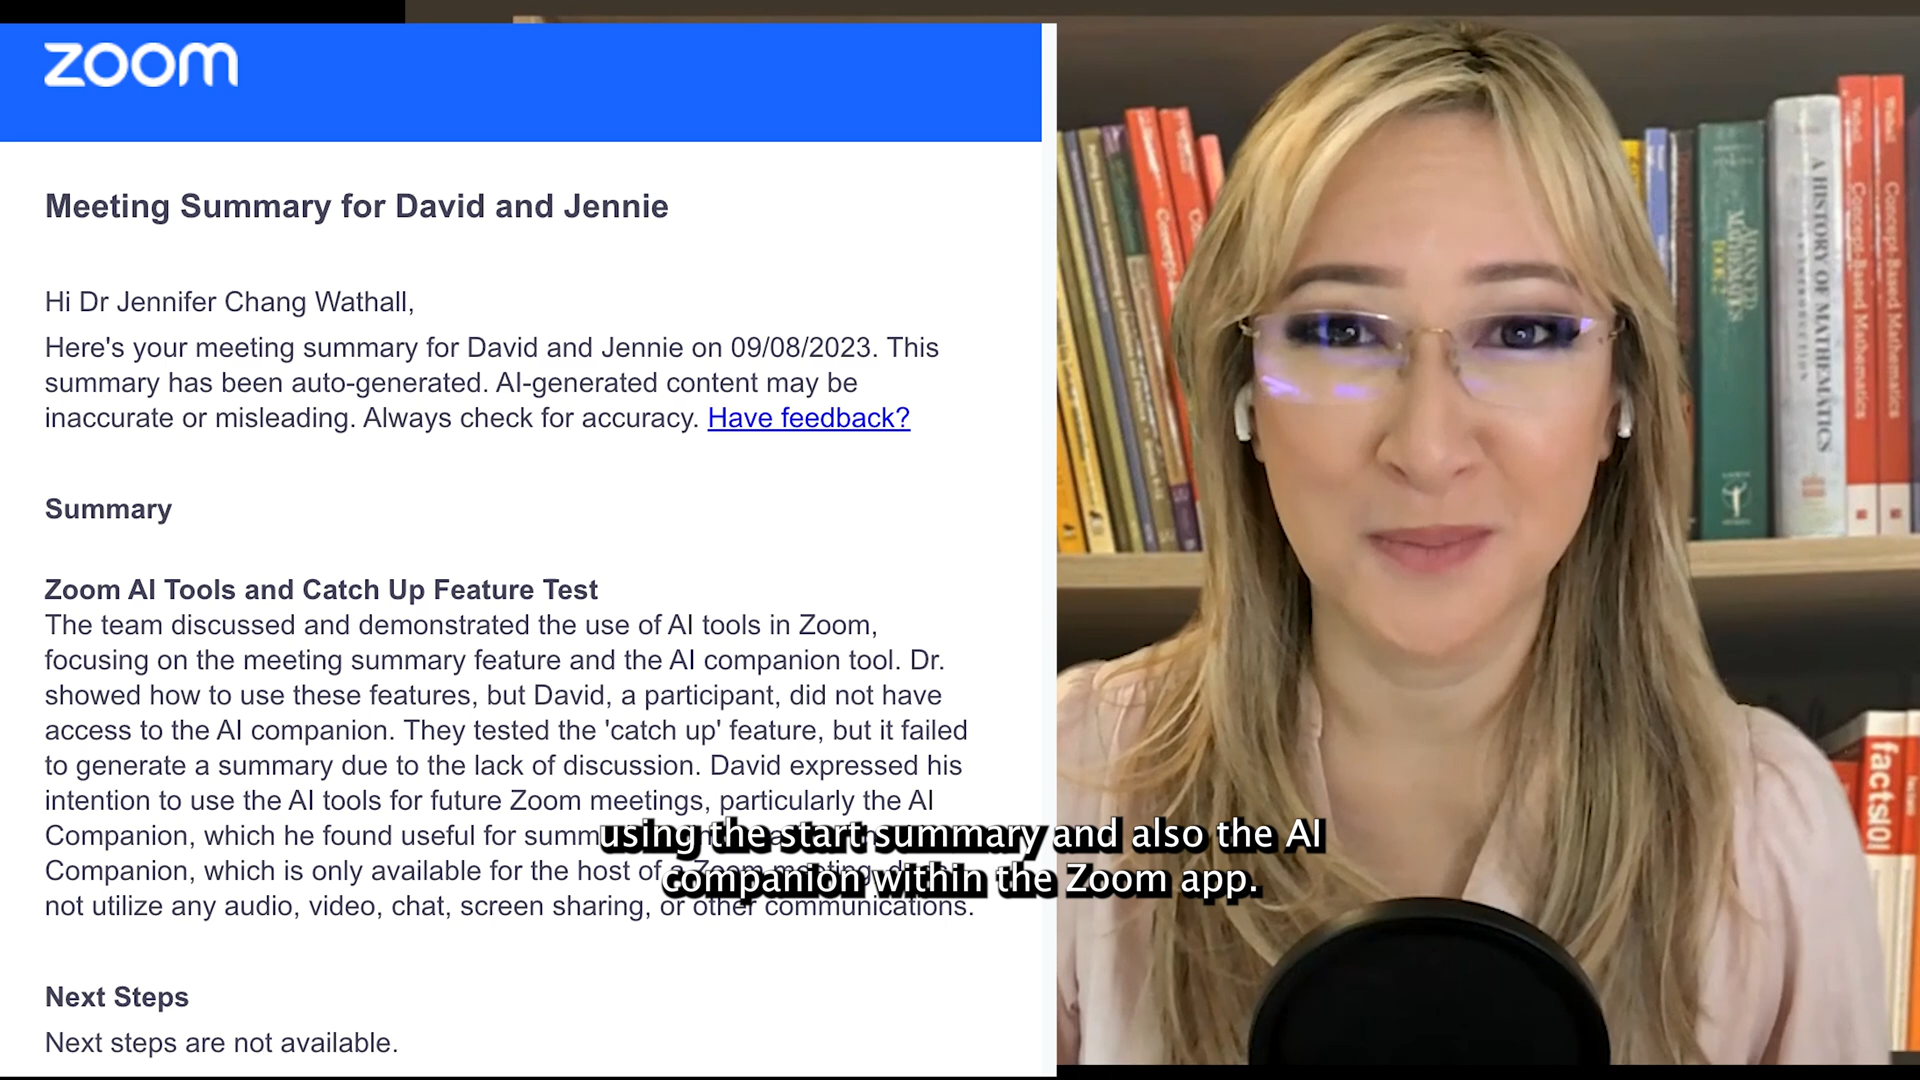 zoom
Meeting Summary for David and Jennie
Hi Dr Jennifer Chang Wathall,
Here's your meeting summary for David and Jennie on 09/08/2023. This
summary has been auto-generated. AI-generated content may be
inaccurate or misleading. Always check for accuracy. Have feedback?
Summary
Zoom AI Tools and Catch Up Feature Test
The team discussed and demonstrated the use of AI tools in Zoom,
focusing on the meeting summary feature and the AI companion tool. Dr.
showed how to use these features, but David, a participant, did not have
access to the AI companion. They tested the 'catch up' feature, but it failed
to generate a summary due to the lack of discussion. David expressed his
intention to use the AI tools for future Zoom meetings, particularly the AI
Companion, which he found useful for
Companion, which is only available for the host of a Zoom meeting,
not utilize any audio, video, chat, screen sharing, or other communications.
Next Steps
Next steps are not available.
using the start summary and also the AI
companion within the Zoom app.
A HISTORY OF MATHEMATICS
Concept-Based Mathematics
Concept-Based Mathematics
factsl0l